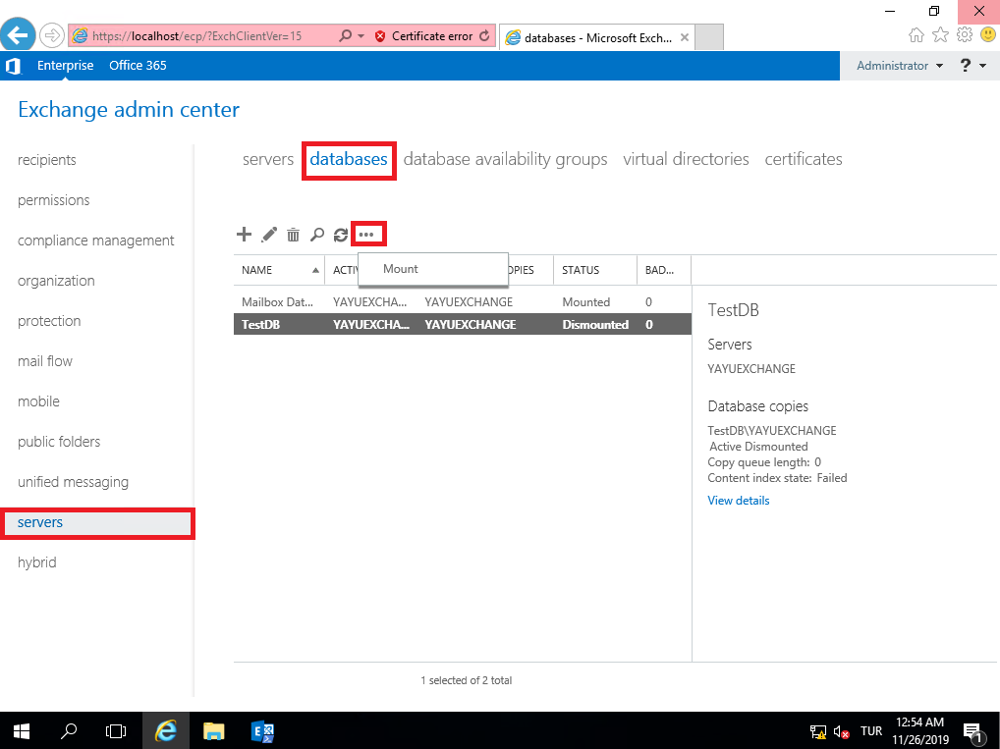 https://localhost/ecp/?ExchClientVer=15 Certificate error databases - Microsoft Exch...
Enterprise Office 365 Administrator ?
Exchange admin center
recipients
permissions
compliance management
organization
protection
mail flow
mobile
public folders
unified messaging
servers
hybrid
servers databases database availability groups virtual directories certificates
Mount
NAME ACTI OPIES STATUS BAD...
Mailbox Dat... YAYUEXCHA... YAYUEXCHANGE Mounted 0
TestDB YAYUEXCHA... YAYUEXCHANGE Dismounted 0
1 selected of 2 total
TestDB
Servers
YAYUEXCHANGE
Database copies
TestDB\YAYUEXCHANGE
Active Dismounted
Copy queue length: 0
Content index state: Failed
View details
TUR
12:54 AM
11/26/2019
1